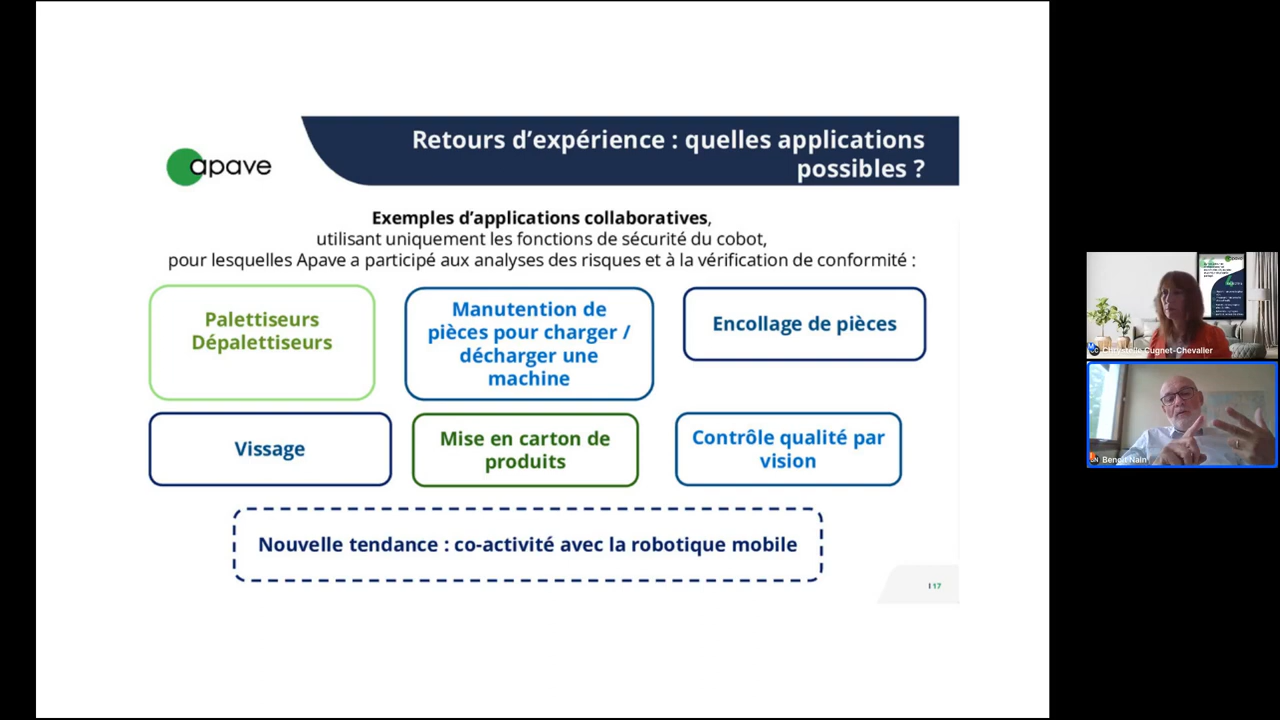 Retours d'expérience : quelles applications
possibles ?
apave
Exemples d'applications collaboratives,
utilisant uniquement les fonctions de sécurité du cobot,
pour lesquelles Apave a participé aux analyses des risques et à la vérification de conformité :
Palettiseurs
Dépalettiseurs
Manutention de
pièces pour charger /
décharger une
machine
Encollage de pièces
Vissage
Mise en carton de
produits
Contrôle qualité par
vision
Nouvelle tendance : co-activité avec la robotique mobile
17
Cugnet-Chevalier
Benoit Nain